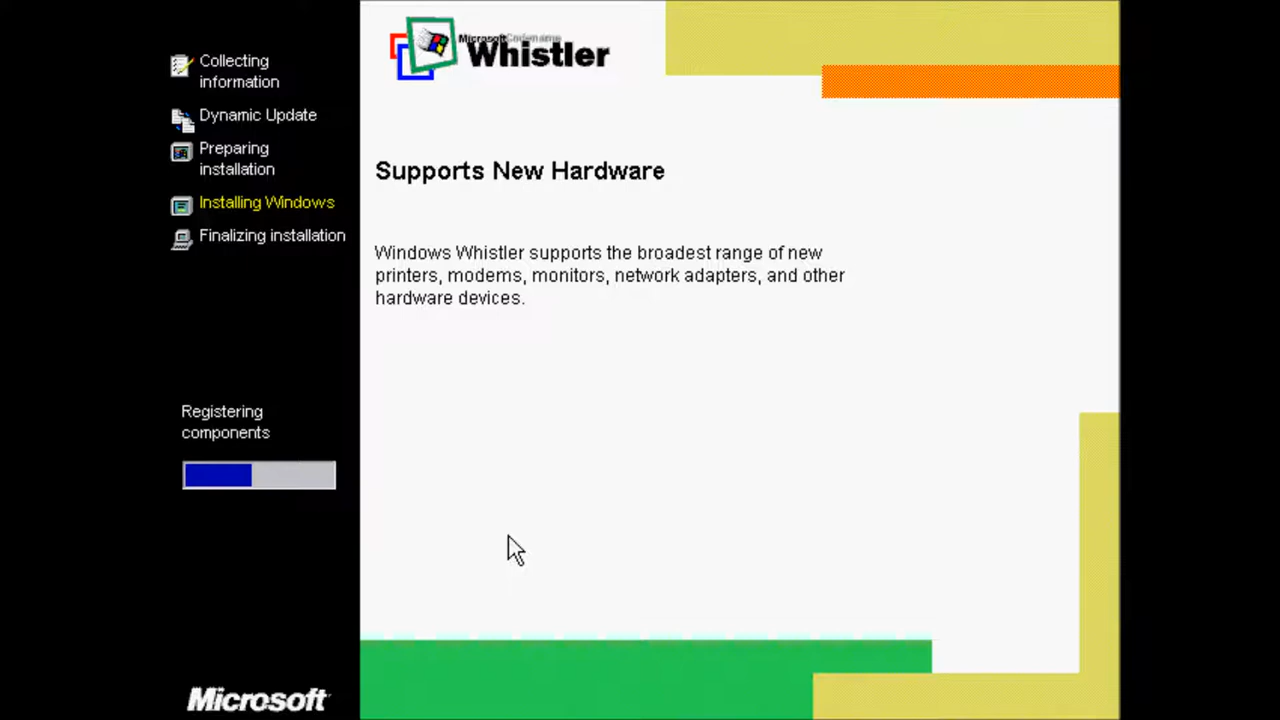 Collecting
information
Dynamic Update
Preparing
installation
Installing Windows
Finalizing installation
Registering
components
Microsoft
Microsoft Codename
Whistler
Supports New Hardware
Windows Whistler supports the broadest range of new
printers, modems, monitors, network adapters, and other
hardware devices.